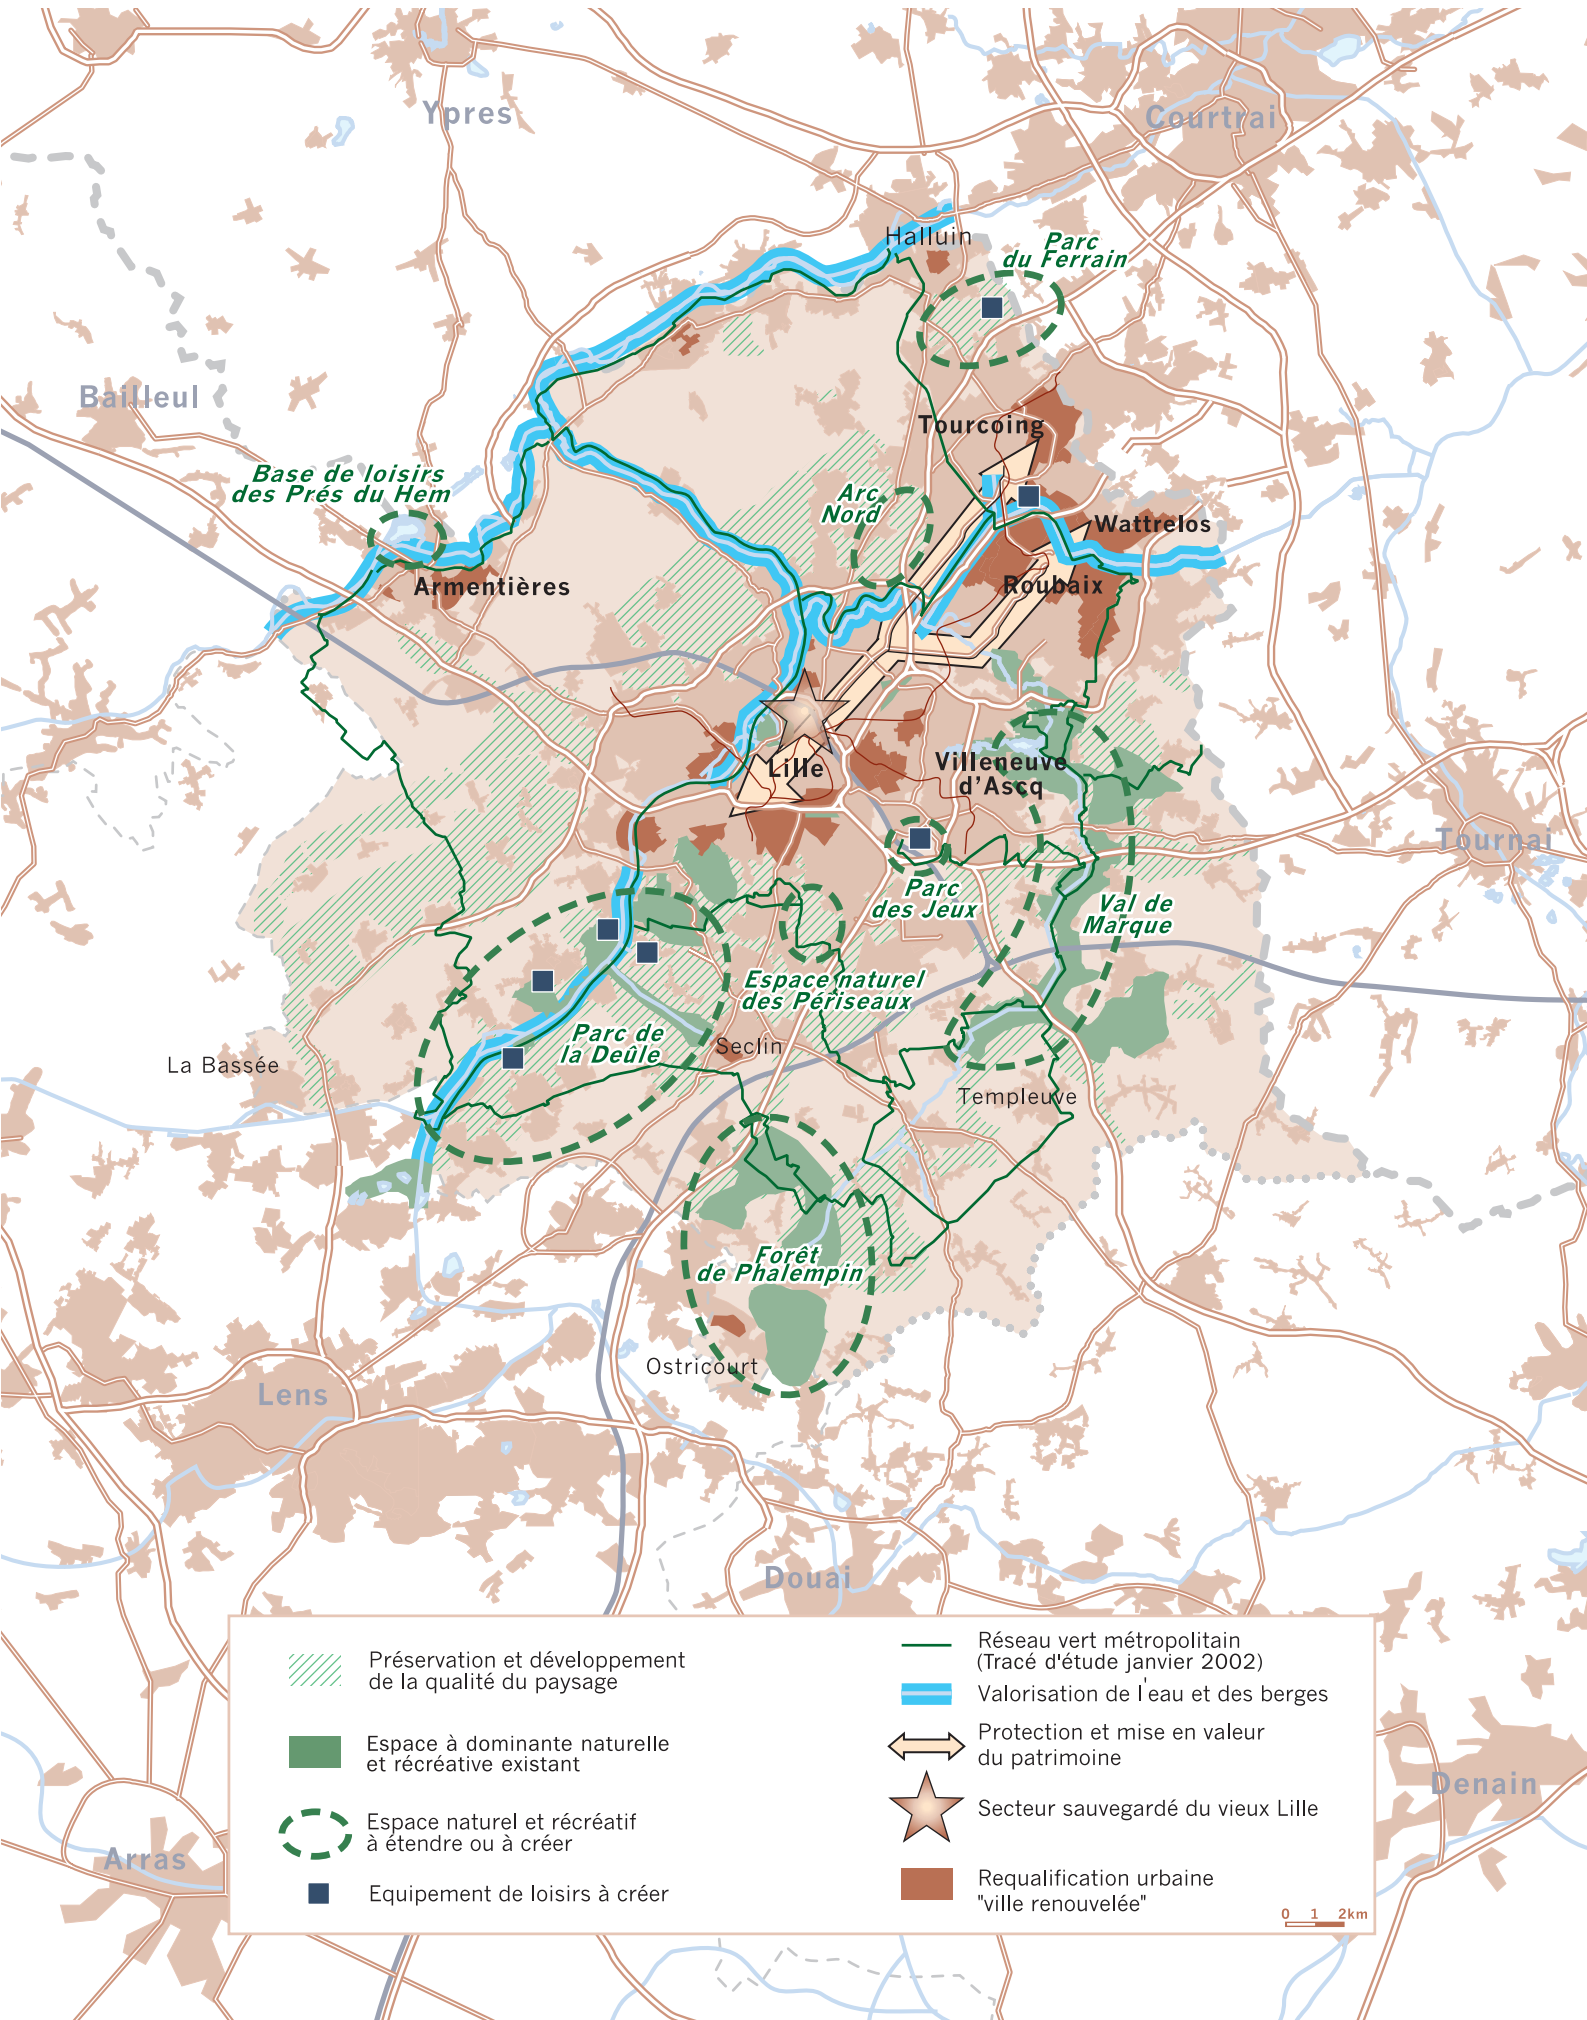 Ypres
Courtrai
Halluin
Parc
du Ferrain
Bailleul
Tourcoing
Base de loisirs
des Prés du Hem
Arc
Nord
Wattrelos
Armentières
Roubaix
Lille
Villeneuve
d'Ascq
Tournai
Parc
des Jeux
Val de
Marque
Espace naturel
des Périseaux
Parc de
la Deûle
Seclin
La Bassée
Templeuve
Forêt
de Phalempin
Ostricourt
Lens
Douai
Denain
Arras
Préservation et développement
de la qualité du paysage
Espace à dominante naturelle
et récréative existant
Espace naturel et récréatif
à étendre ou à créer
Equipement de loisirs à créer
Réseau vert métropolitain
(Tracé d'étude janvier 2002)
Valorisation de l'eau et des berges
Protection et mise en valeur
du patrimoine
Secteur sauvegardé du vieux Lille
Requalification urbaine
"ville renouvelée"
0 1 2km